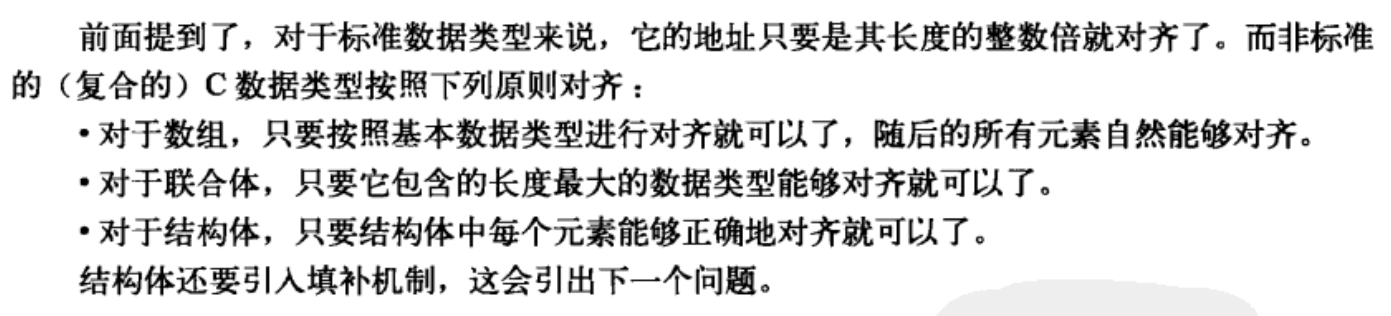 前面提到了，对于标准数据类型来说，它的地址只要是其长度的整数倍就对齐了。而非标准
的（复合的）C 数据类型按照下列原则对齐：
• 对于数组，只要按照基本数据类型进行对齐就可以了，随后的所有元素自然能够对齐。
• 对于联合体，只要它包含的长度最大的数据类型能够对齐就可以了。
• 对于结构体，只要结构体中每个元素能够正确地对齐就可以了。
结构体还要引入填补机制，这会引出下一个问题。